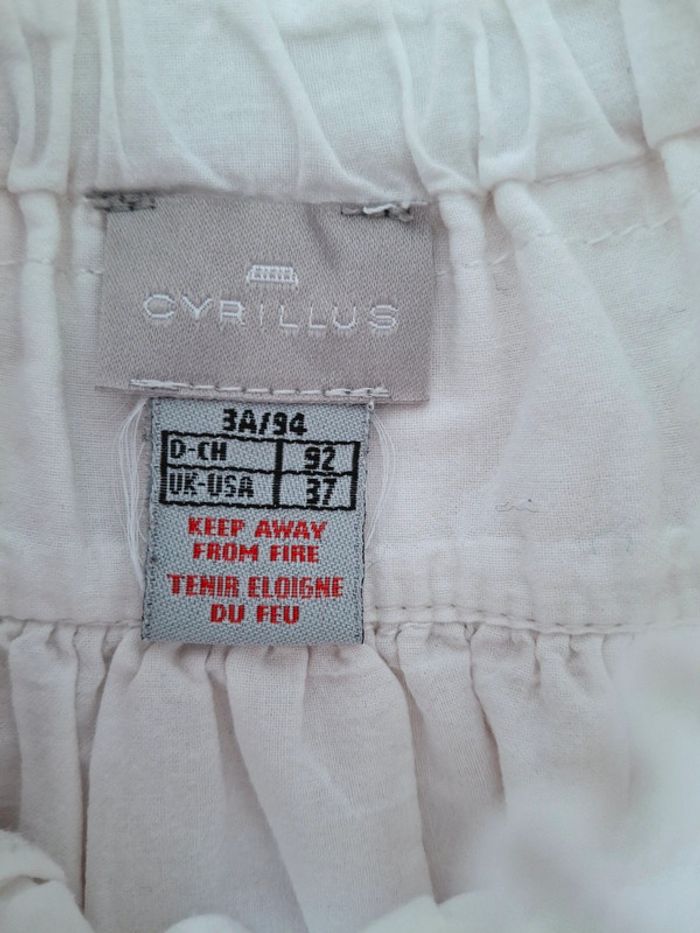 CYRILLUS
3A/94
D-CH 92
UK-USA 37
KEEP AWAY
FROM FIRE
TENIR ELOIGNE
DU FEU